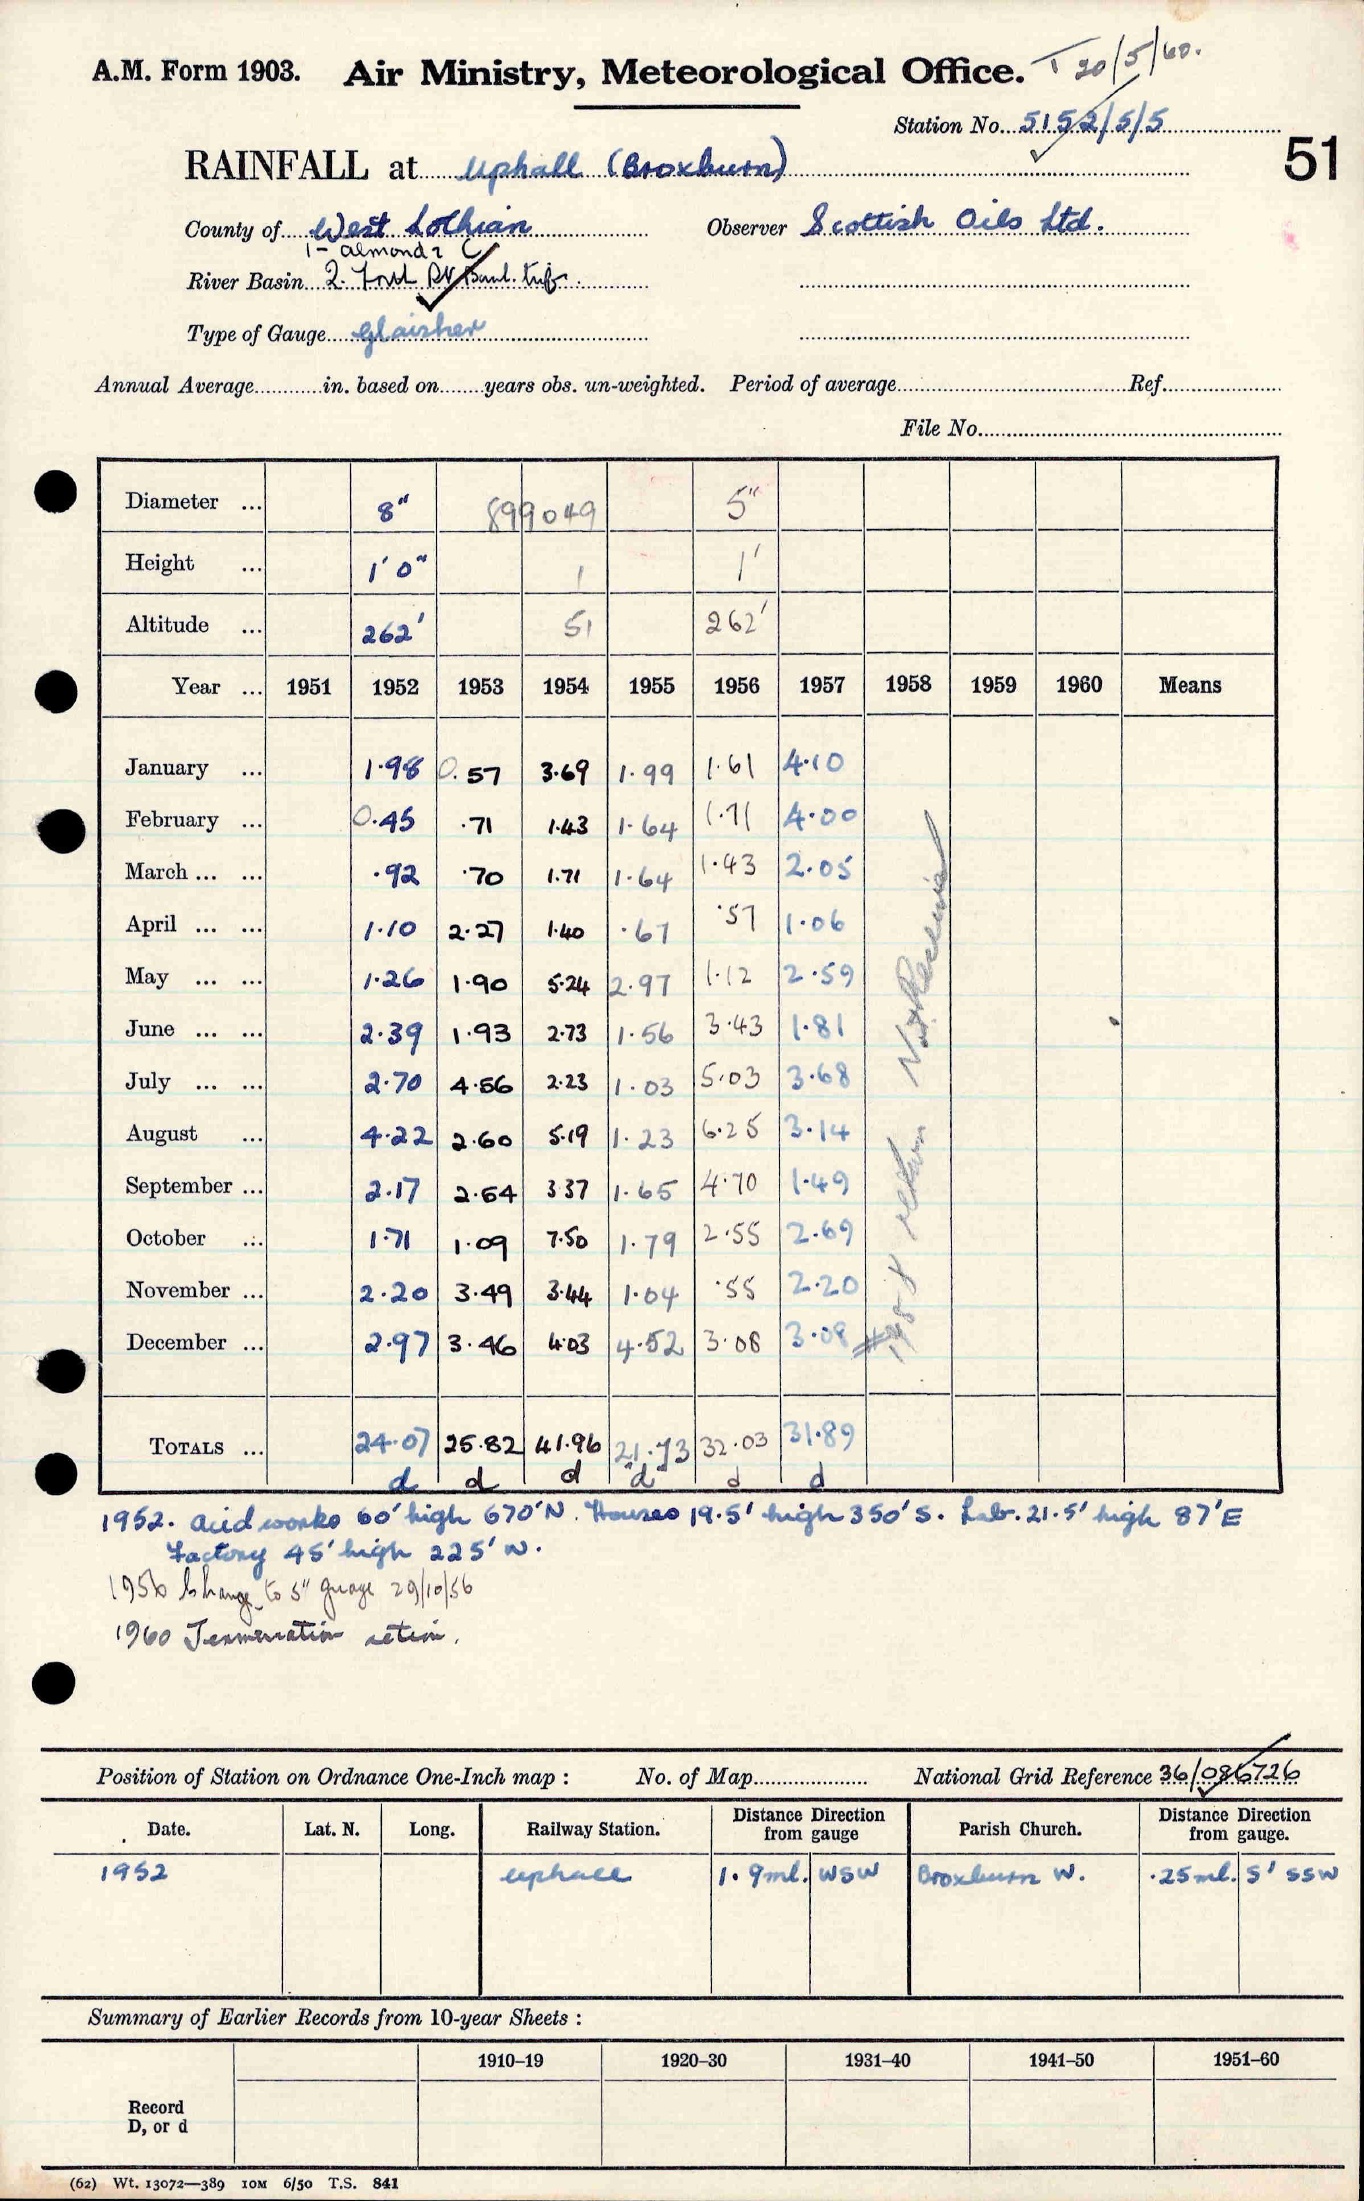 A.M. Form 1903. Air Ministry, Meteorological Office. T 20/5/60.
Station No. 5152/5/5
51
RAINFALL at Uphall (Broxburn)
County of West Lothian Observer Scottish Oils Ltd.
1 - Almond 2 C
River Basin 2. Forth
Type of Gauge Glaisher
Annual Average in. based on years obs. un-weighted. Period of average Ref.
File No.
Diameter ... 8" 899049 5"
Height ... 1' 0" 1 1'
Altitude ... 262' 51 262'
Year ... 1951 1952 1953 1954 1955 1956 1957 1958 1959 1960 Means
January ... 1.98 0.57 3.69 1.99 1.61 4.10
February ... 0.45 .71 1.43 1.64 1.71 4.00
March ... ... .92 .70 1.71 1.64 1.43 2.05
April ... ... 1.10 2.27 1.40 .67 .57 1.06
May ... ... 1.26 1.90 5.24 2.97 1.12 2.59
June ... ... 2.39 1.93 2.73 1.56 3.43 1.81
July ... ... 2.70 4.56 2.23 1.03 5.03 3.68
August ... 4.22 2.60 5.19 1.23 6.25 3.14
September ... 2.17 2.64 3.37 1.65 4.70 1.49
October ... 1.71 1.09 7.50 1.79 2.55 2.69
November ... 2.20 3.49 3.44 1.04 .55 2.20
December ... 2.97 3.46 4.03 4.52 3.08 3.08
1958 return Not Received
TOTALS ... 24.07 25.82 41.96 21.73 32.03 31.89
d d d "d" d d
1952. Acid works 60' high 670'N. Houses 19.5' high 350'S. Lab. 21.5' high 87'E
Factory 45' high 225' W.
1956 Change to 5" guage 29/10/56
1960 Termination
Position of Station on Ordnance One-Inch map : No. of Map National Grid Reference 36/086726
Date. Lat. N. Long. Railway Station. Distance Direction from gauge Parish Church. Distance Direction from gauge.
1952 Uphall 1.9ml. WSW Broxburn W. .25ml. S' SSW
Summary of Earlier Records from 10-year Sheets :
1910–19 1920–30 1931–40 1941–50 1951–60
Record
D, or d
(62) Wt. 13072—389 10M 6/50 T.S. 841